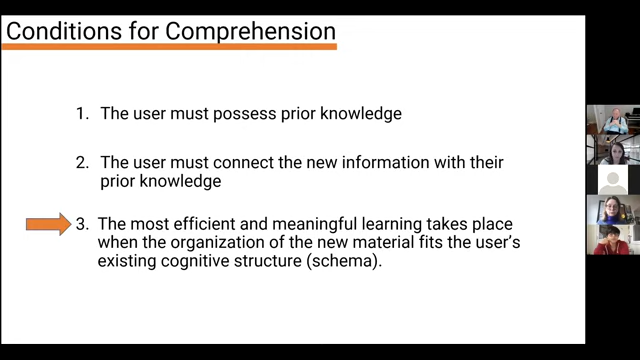 Conditions for Comprehension
1. The user must possess prior knowledge
2. The user must connect the new information with their
prior knowledge
3. The most efficient and meaningful learning takes place
when the organization of the new material fits the user's
existing cognitive structure (schema).